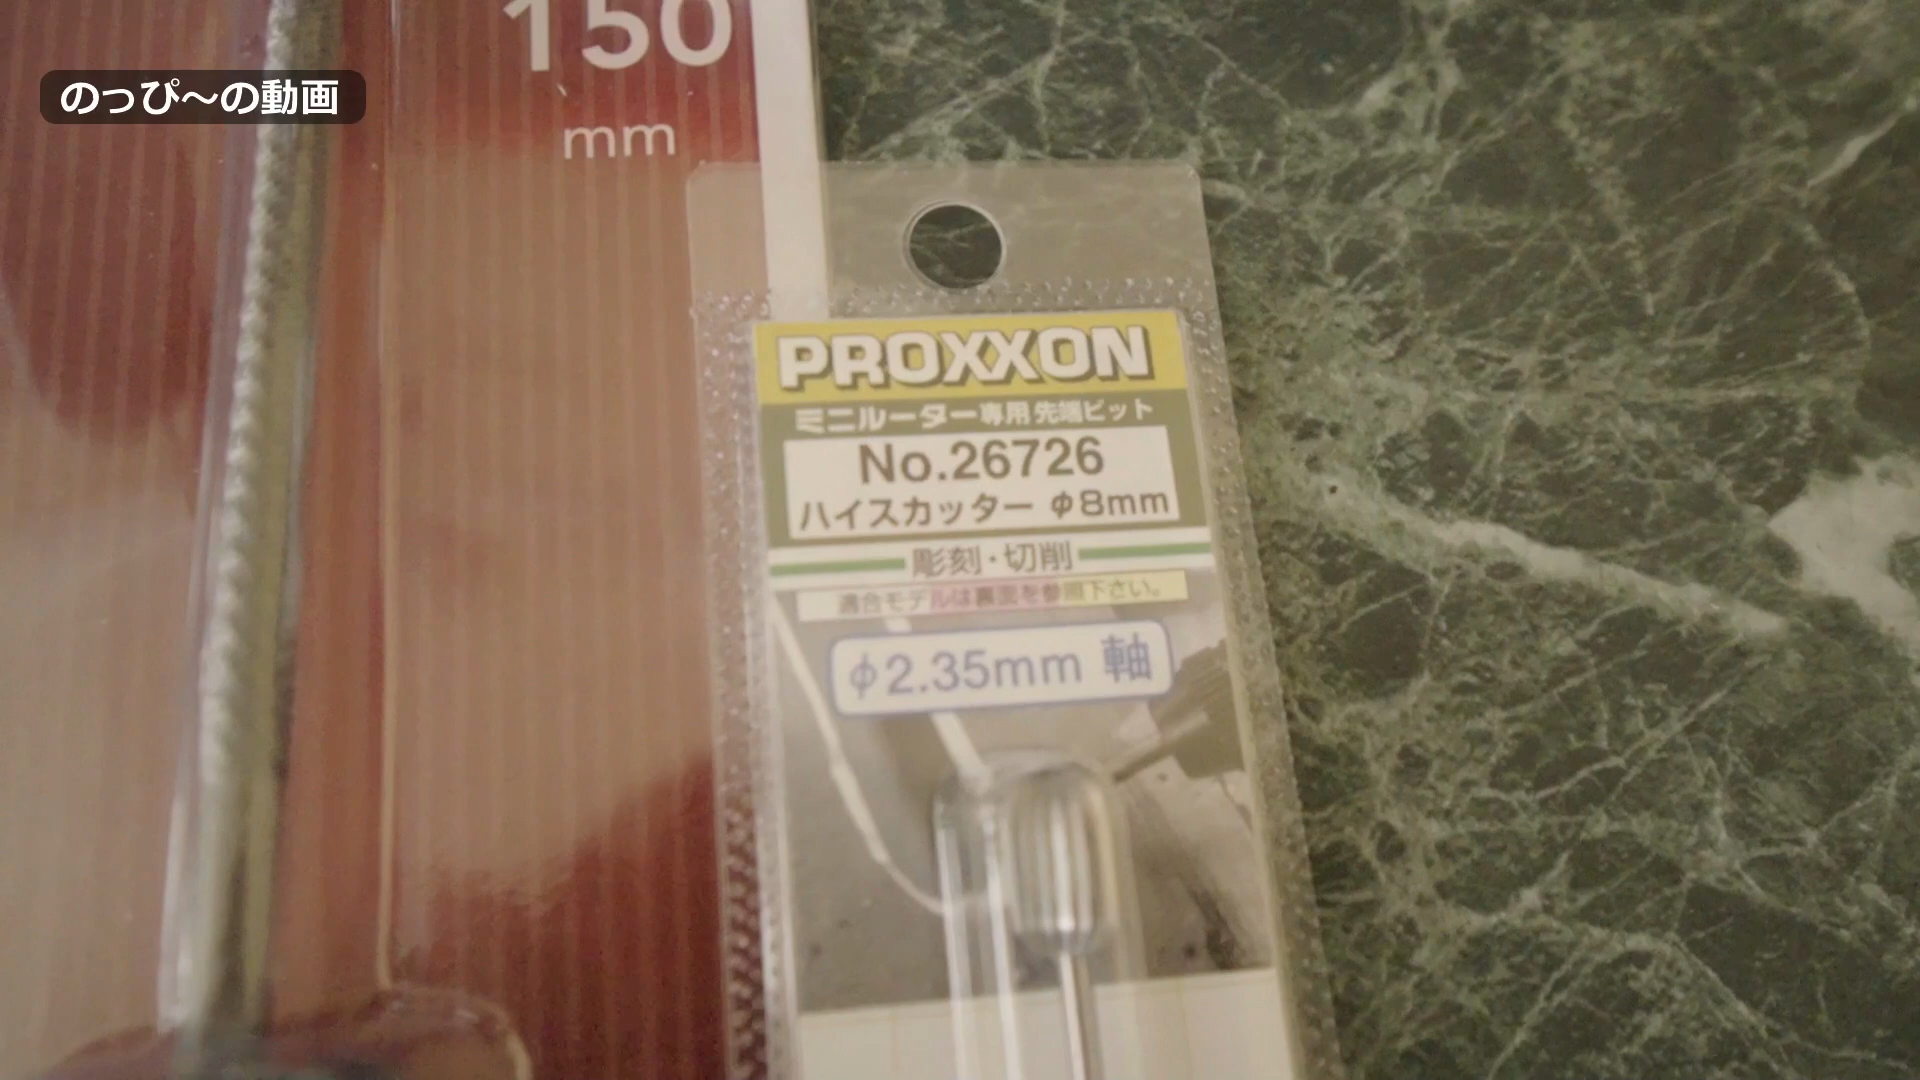 150
mm
のっぴ～の動画
PROXXON
ミニルーター専用先端ビット
No.26726
ハイスカッター φ8mm
彫刻・切削
適合モデルは裏面を参照下さい。
φ2.35mm 軸